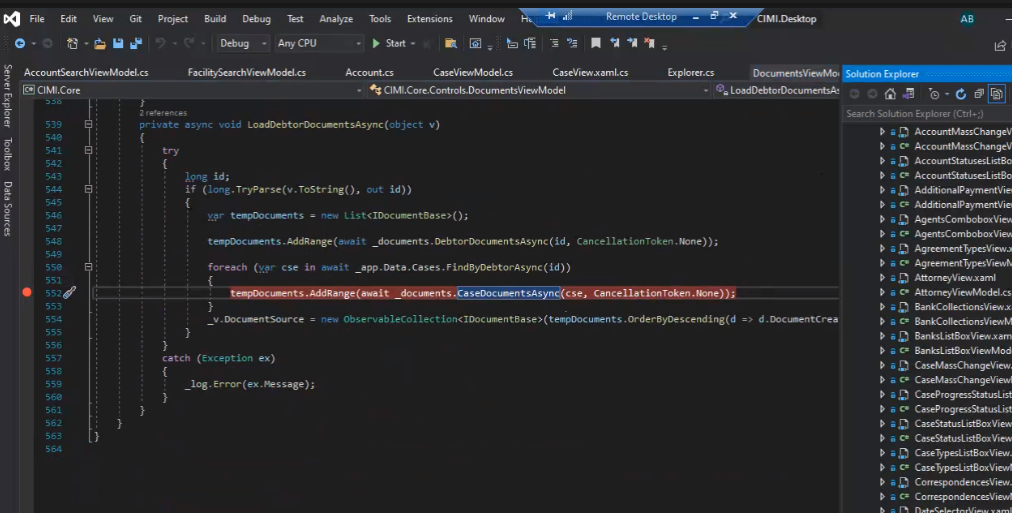 File Edit View Git Project Build Debug Test Analyze Tools Extensions Window Remote Desktop CIMI.Desktop AB
Debug Any CPU Start
AccountSearchViewModel.cs FacilitySearchViewModel.cs Account.cs CaseViewModel.cs CaseView.xaml.cs Explorer.cs DocumentsViewMo Solution Explorer
CIMI.Core CIMI.Core.Controls.DocumentsViewModel LoadDebtorDocumentsAs
Server Explorer
Toolbox
Data Sources
538 }
2 references
539 private async void LoadDebtorDocumentsAsync(object v)
540 {
541 try
542 {
543 long id;
544 if (long.TryParse(v.ToString(), out id))
545 {
546 var tempDocuments = new List<IDocumentBase>();
547
548 tempDocuments.AddRange(await _documents.DebtorDocumentsAsync(id, CancellationToken.None));
549
550 foreach (var cse in await _app.Data.Cases.FindByDebtorAsync(id))
551 {
552 tempDocuments.AddRange(await _documents.CaseDocumentsAsync(cse, CancellationToken.None));
553 }
554 _v.DocumentSource = new ObservableCollection<IDocumentBase>(tempDocuments.OrderByDescending(d => d.DocumentCrea
555 }
556 }
557 catch (Exception ex)
558 {
559 _log.Error(ex.Message);
560 }
561 }
562 }
563 }
564
Search Solution Explorer (Ctrl+;)
AccountMassChangeV
AccountMassChangeV
AccountStatusesListBo
AccountStatusesListBo
AdditionalPaymentView
AdditionalPaymentView
AgentsComboboxView
AgentsComboboxView
AgreementTypesView.x
AgreementTypesViewM
AttorneyView.xaml
AttorneyViewModel.cs
BankCollectionsView.x
BankCollectionsViewM
BanksListBoxView.xam
BanksListBoxViewMod
CaseMassChangeView.
CaseMassChangeViewM
CaseProgressStatusList
CaseProgressStatusList
CaseStatusListBoxView
CaseStatusListBoxView
CaseTypesListBoxView.
CaseTypesListBoxView
CorrespondencesView.
CorrespondencesView
DateSelectorView.xaml